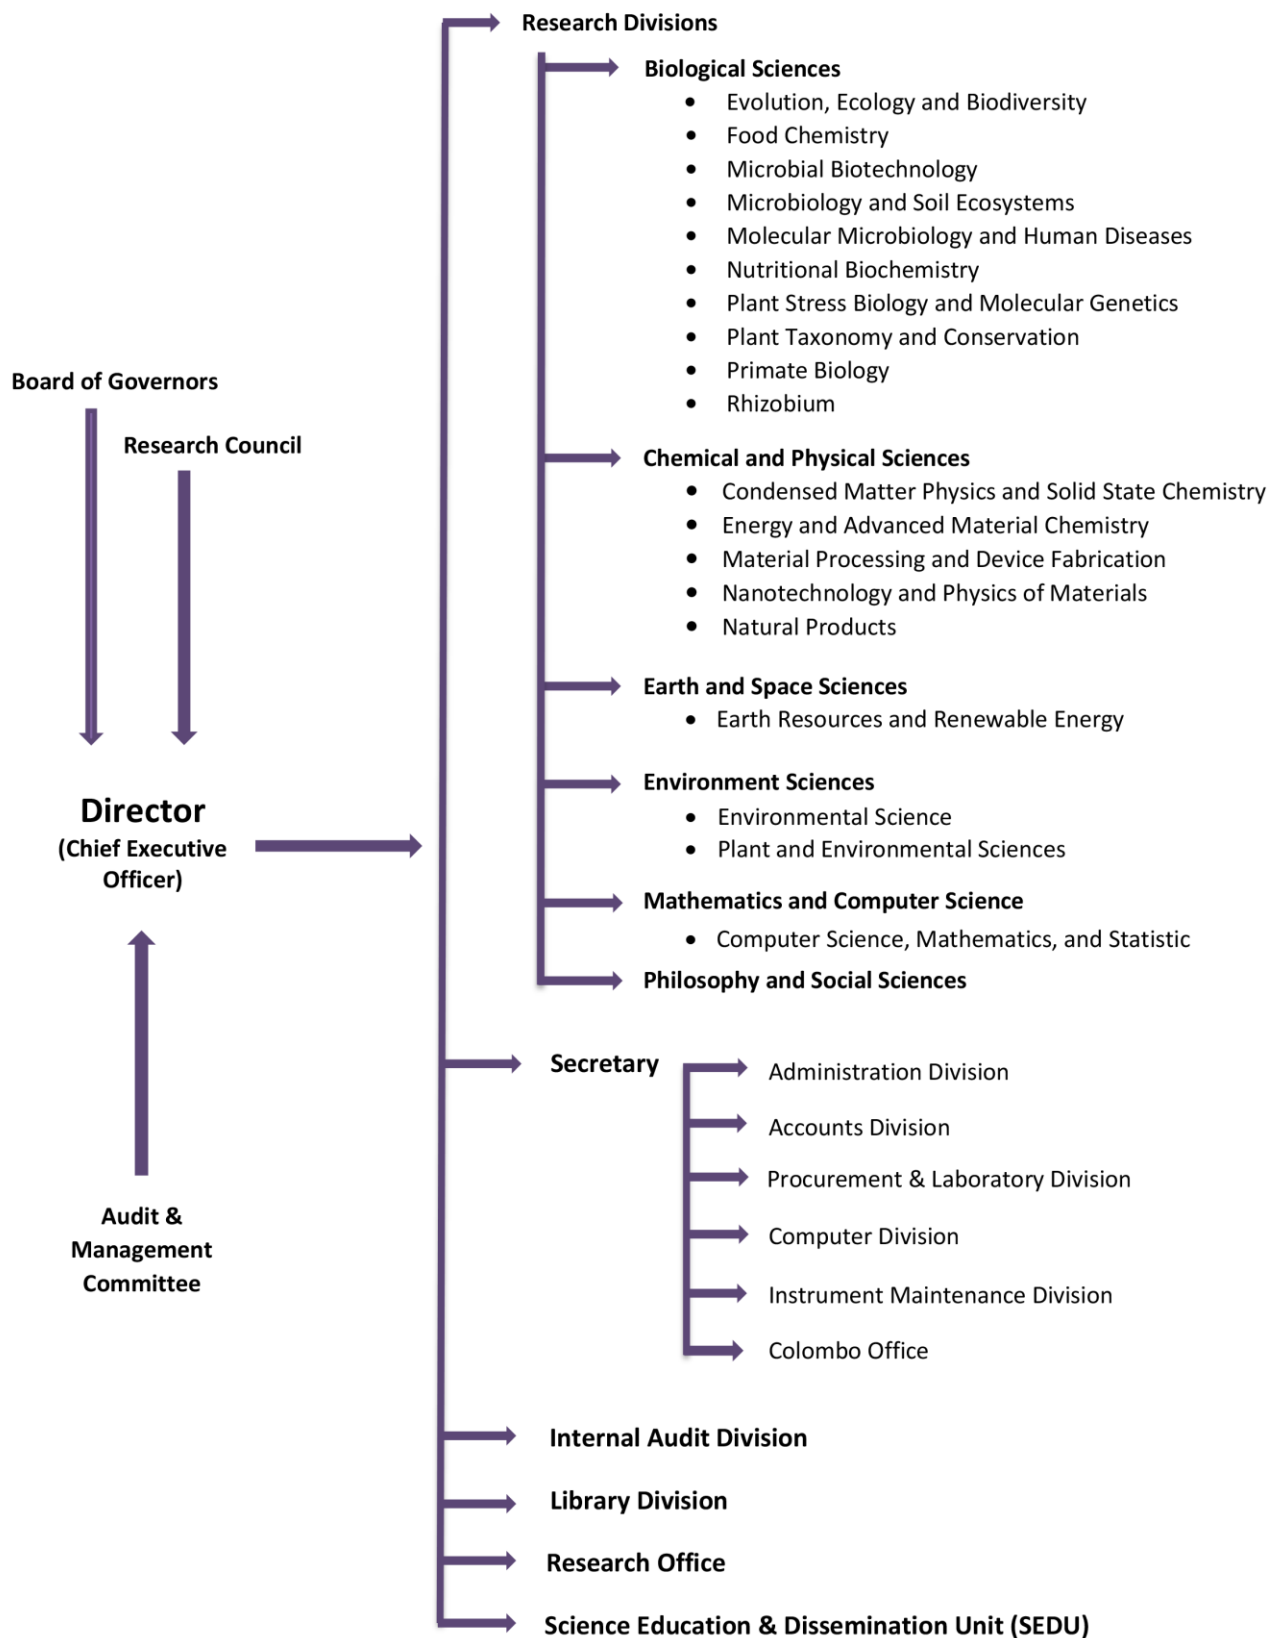 Research Divisions
Biological Sciences
• Evolution, Ecology and Biodiversity
• Food Chemistry
• Microbial Biotechnology
• Microbiology and Soil Ecosystems
• Molecular Microbiology and Human Diseases
• Nutritional Biochemistry
• Plant Stress Biology and Molecular Genetics
• Plant Taxonomy and Conservation
• Primate Biology
• Rhizobium
Board of Governors
Research Council
Chemical and Physical Sciences
• Condensed Matter Physics and Solid State Chemistry
• Energy and Advanced Material Chemistry
• Material Processing and Device Fabrication
• Nanotechnology and Physics of Materials
• Natural Products
Earth and Space Sciences
• Earth Resources and Renewable Energy
Director
(Chief Executive
Officer)
Environment Sciences
• Environmental Science
• Plant and Environmental Sciences
Mathematics and Computer Science
• Computer Science, Mathematics, and Statistic
Philosophy and Social Sciences
Audit &
Management
Committee
Secretary
Administration Division
Accounts Division
Procurement & Laboratory Division
Computer Division
Instrument Maintenance Division
Colombo Office
Internal Audit Division
Library Division
Research Office
Science Education & Dissemination Unit (SEDU)